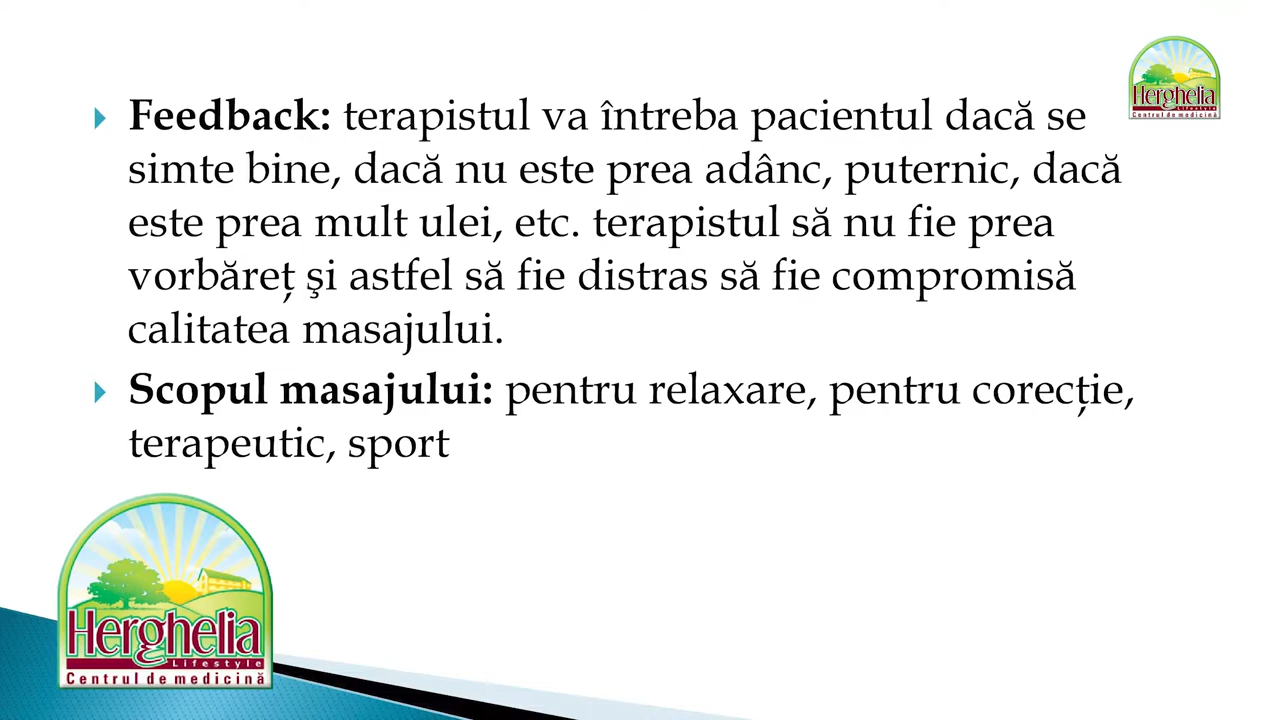 Feedback: terapistul va întreba pacientul dacă se
simte bine, dacă nu este prea adânc, puternic, dacă
este prea mult ulei, etc. terapistul să nu fie prea
vorbăreț şi astfel să fie distras să fie compromisă
calitatea masajului.
Scopul masajului: pentru relaxare, pentru corecție,
terapeutic, sport
Herghelia
Lifestyle
Centrul de medicină
Herghelia
Lifestyle
Centrul de medicină